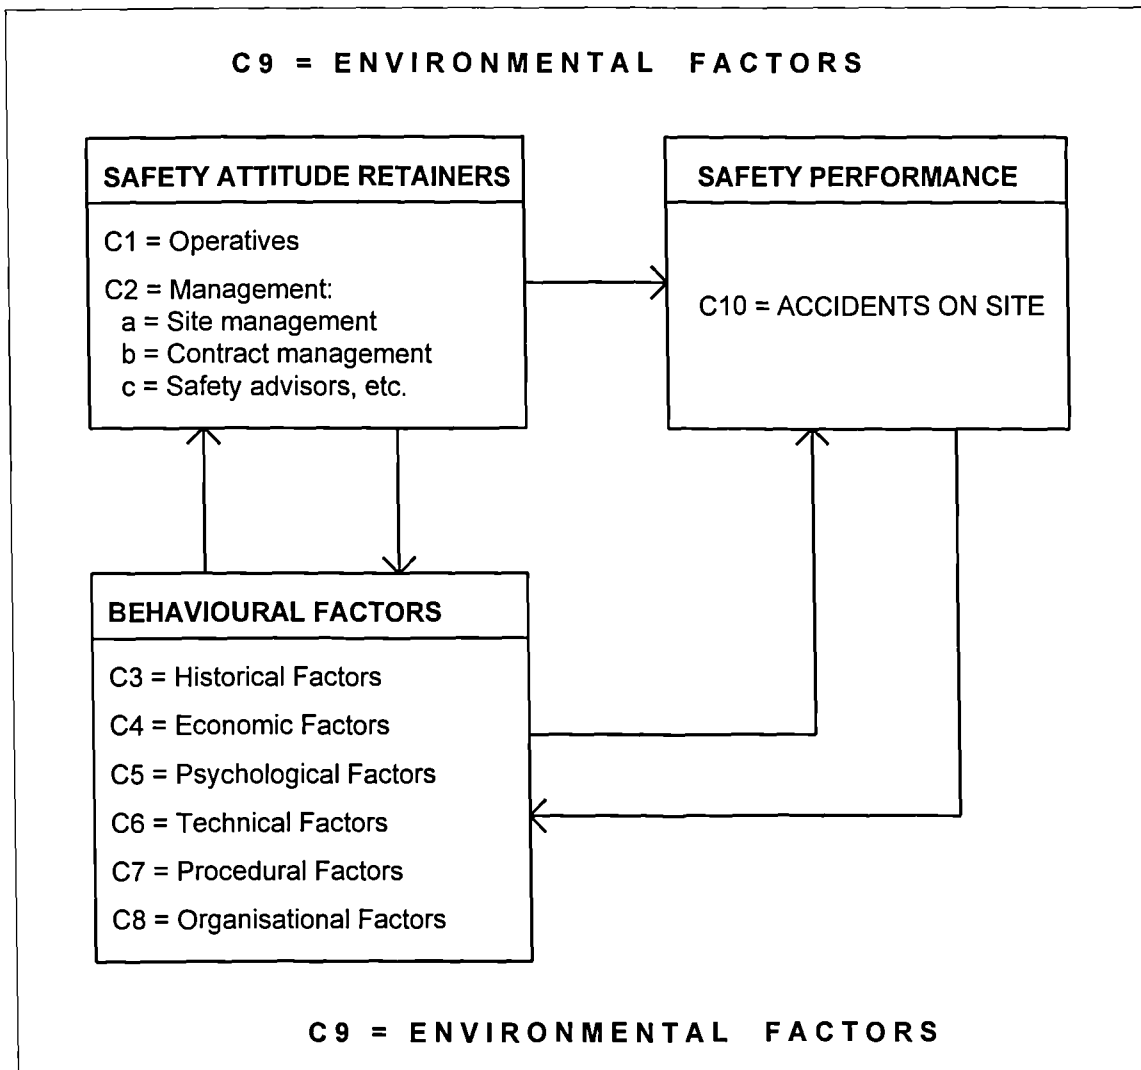 C9 = ENVIRONMENTAL FACTORS
SAFETY ATTITUDE RETAINERS
C1 = Operatives
C2 = Management:
a = Site management
b = Contract management
c = Safety advisors, etc.
SAFETY PERFORMANCE
C10 = ACCIDENTS ON SITE
BEHAVIOURAL FACTORS
C3 = Historical Factors
C4 = Economic Factors
C5 = Psychological Factors
C6 = Technical Factors
C7 = Procedural Factors
C8 = Organisational Factors
C9 = ENVIRONMENTAL FACTORS